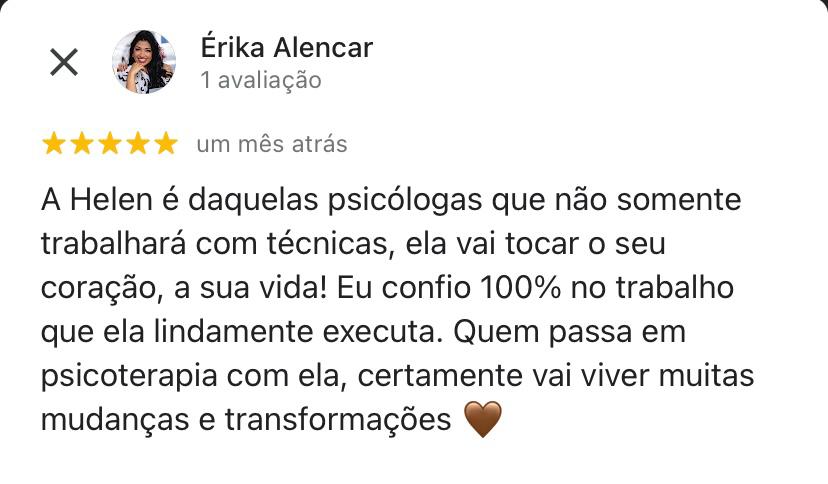 Érika Alencar
1 avaliação
um mês atrás
A Helen é daquelas psicólogas que não somente
trabalhará com técnicas, ela vai tocar o seu
coração, a sua vida! Eu confio 100% no trabalho
que ela lindamente executa. Quem passa em
psicoterapia com ela, certamente vai viver muitas
mudanças e transformações 🤎